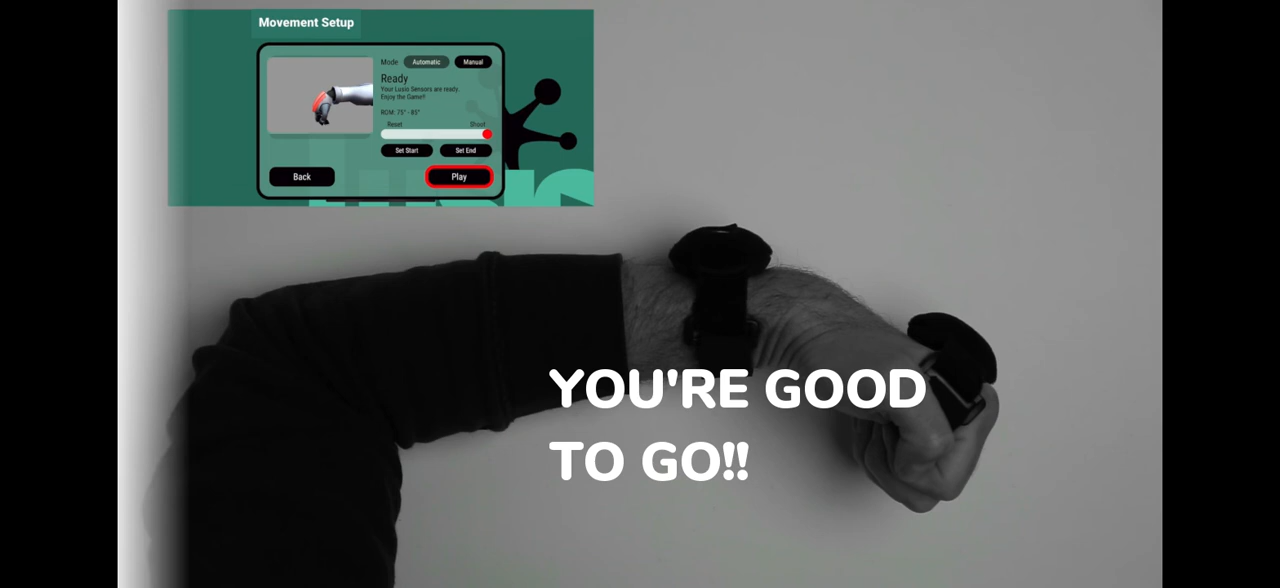 Movement Setup
Mode Automatic Manual
Ready
Your Lusio Sensors are ready.
Enjoy the Game!!
ROM: 75° - 85°
Reset Shoot
Set Start Set End
Back Play
YOU'RE GOOD
TO GO!!